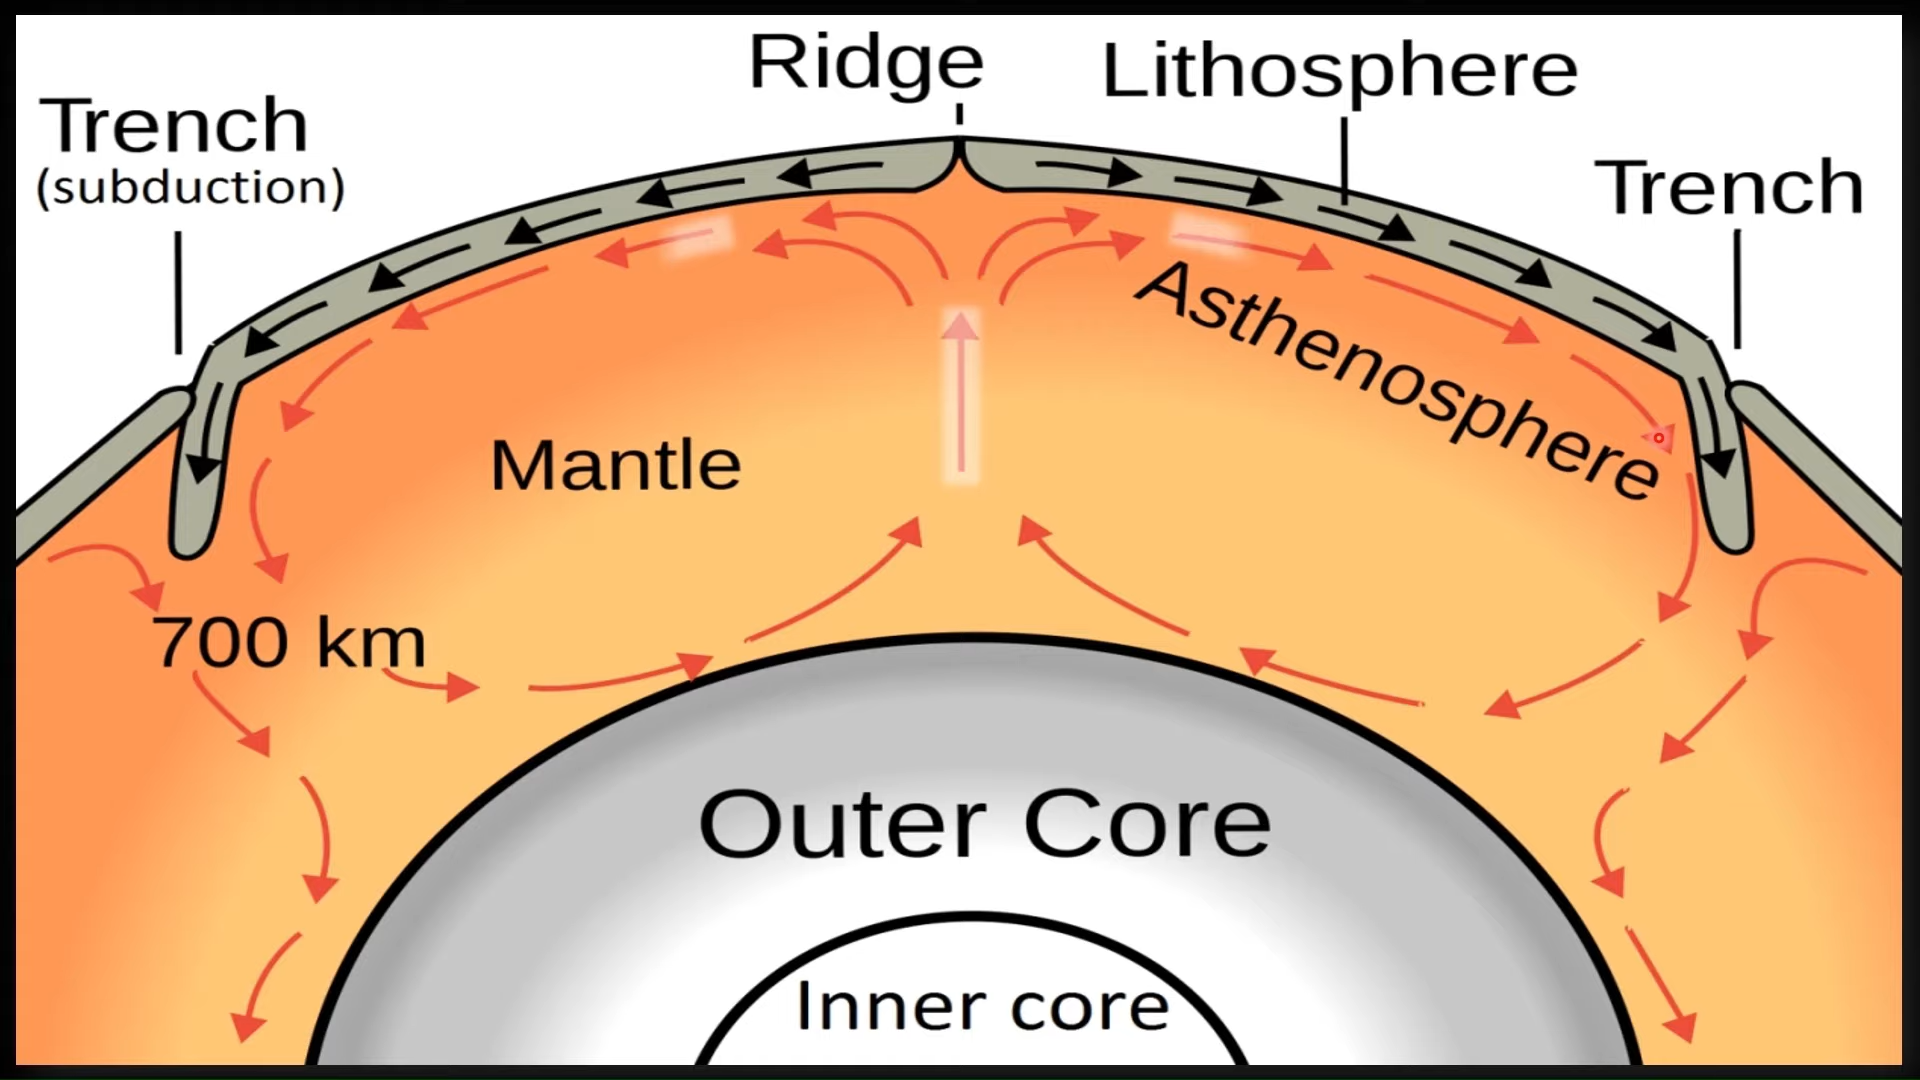 Ridge
Lithosphere
Trench
(subduction)
Trench
Asthenosphere
Mantle
700 km
Outer Core
Inner core